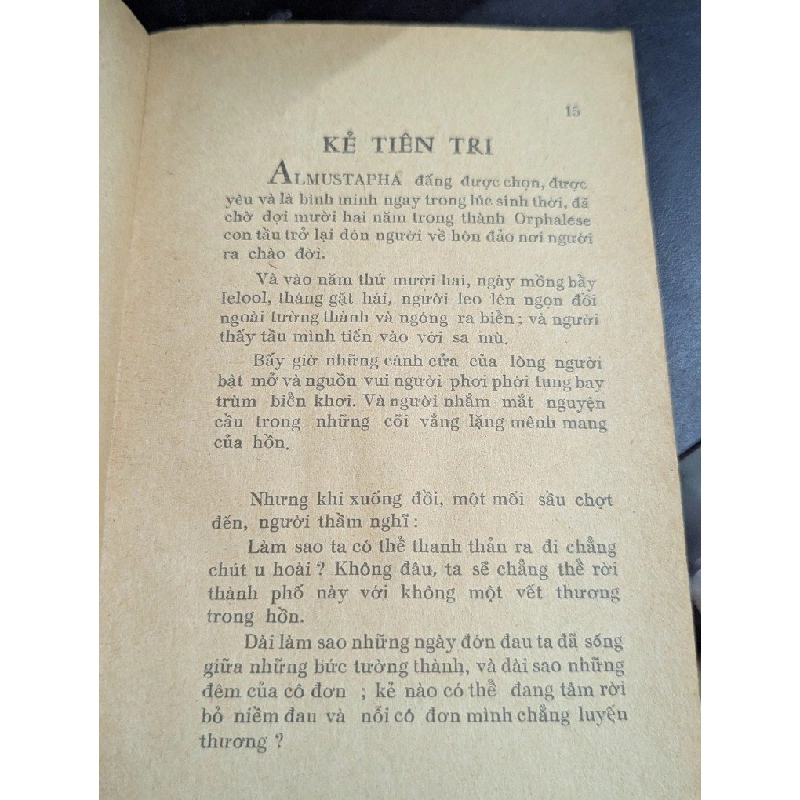 15
KẺ TIÊN TRI
ALMUSTAPHA đấng được chọn, được
yêu và là bình minh ngay trong lúc sinh thời, đã
chờ đợi mười hai năm trong thành Orphalese
con tầu trở lại đón người về hòn đảo nơi người
ra chào đời.
Và vào năm thứ mười hai, ngày mồng bầy
Ielool, tháng gặt hái, người leo lên ngọn đồi
ngoài tường thành và ngóng ra biển; và người
thấy tầu mình tiến vào với sa mù.
Bấy giờ những cánh cửa của lòng người
bật mở và nguồn vui người phơi phới tung bay
trùm biển khơi. Và người nhắm mắt nguyện
cầu trong những cõi vắng lặng mênh mang
của hồn.
Nhưng khi xuống đồi, một mối sầu chợt
đến, người thầm nghĩ:
Làm sao ta có thể thanh thản ra đi chẳng
chút u hoài? Không đâu, ta sẽ chẳng thể rời
thành phố này với không một vết thương
trong hồn.
Dài làm sao những ngày đớn đau ta đã sống
giữa những bức tường thành, và dài sao những
đêm của cô đơn ; kẻ nào có thể đang tâm rời
bỏ niềm đau và nỗi cô đơn mình chẳng luyến
thương ?